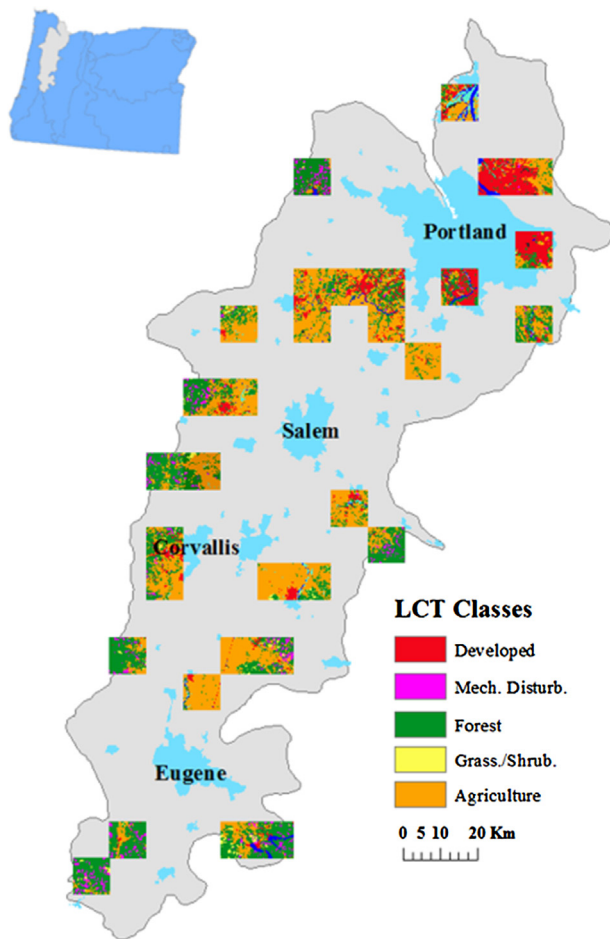 Portland
Salem
Corvallis
Eugene
LCT Classes
Developed
Mech. Disturb.
Forest
Grass./Shrub.
Agriculture
0 5 10 20 Km